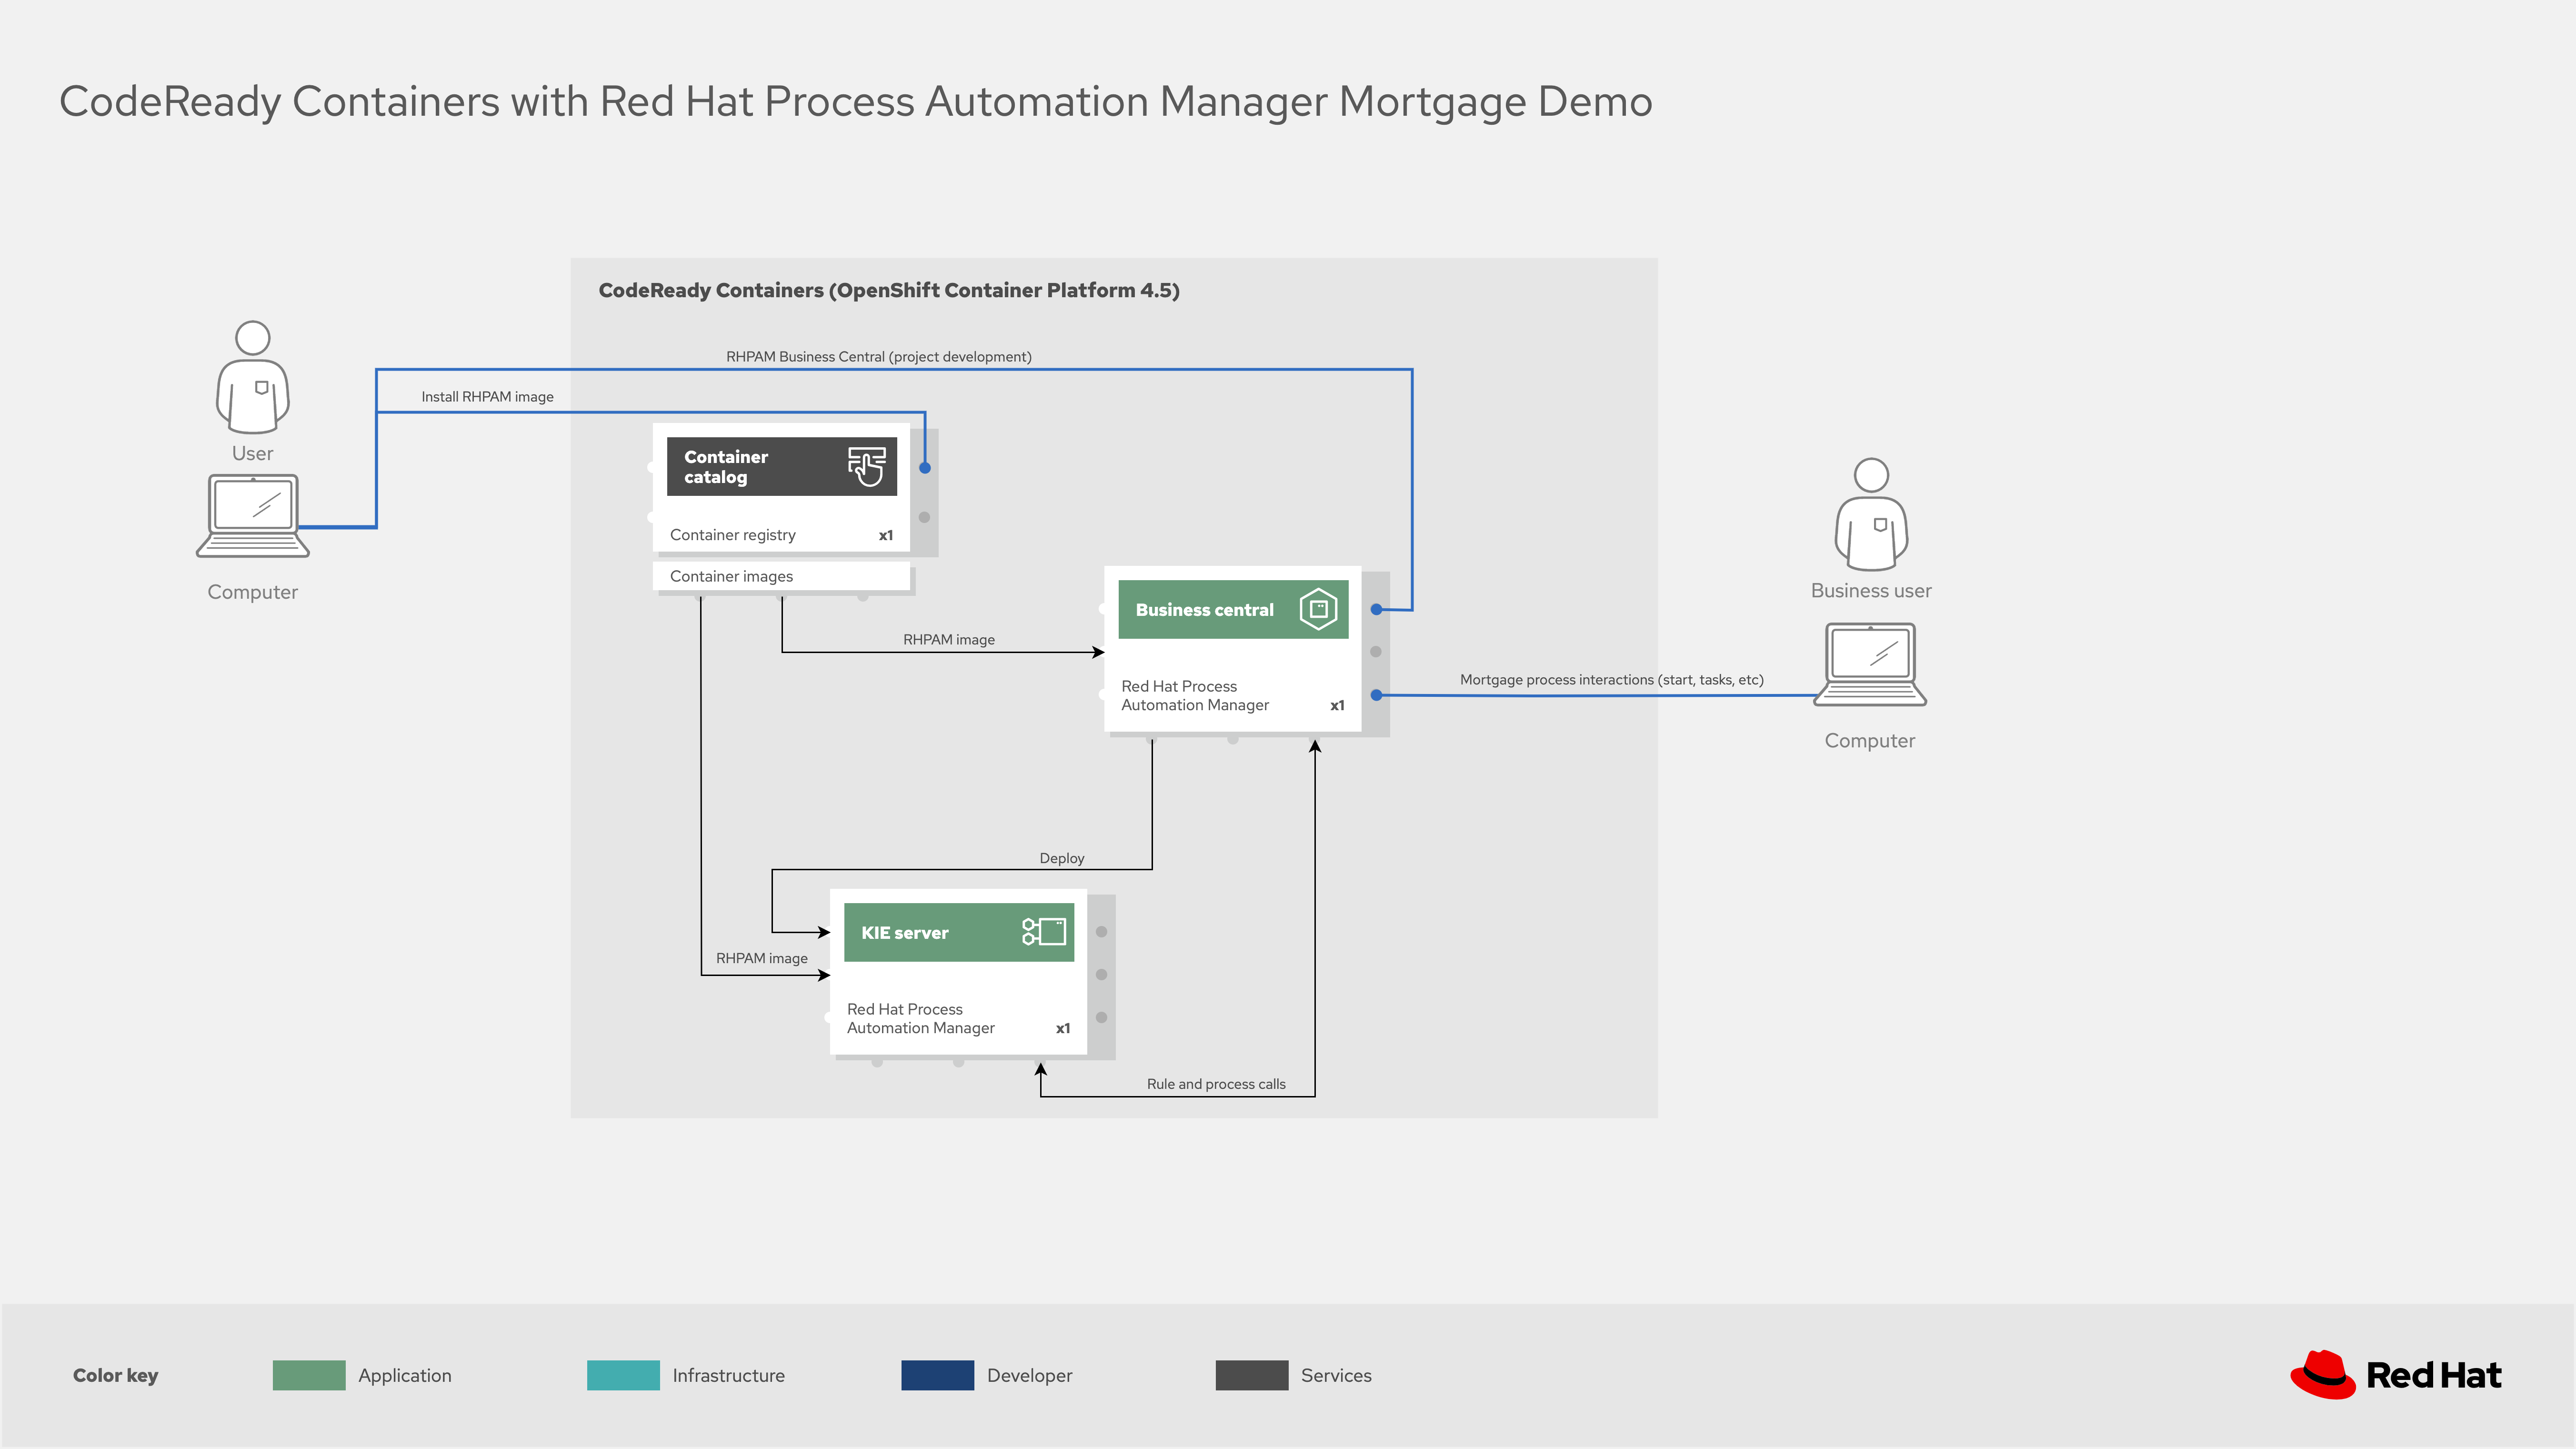 CodeReady Containers with Red Hat Process Automation Manager Mortgage Demo
CodeReady Containers (OpenShift Container Platform 4.5)
RHPAM Business Central (project development)
Install RHPAM image
User
Computer
Container
catalog
Container registry x1
Container images
RHPAM image
Business central
Red Hat Process
Automation Manager x1
Mortgage process interactions (start, tasks, etc)
Business user
Computer
Deploy
KIE server
RHPAM image
Red Hat Process
Automation Manager x1
Rule and process calls
Color key
Application
Infrastructure
Developer
Services
Red Hat